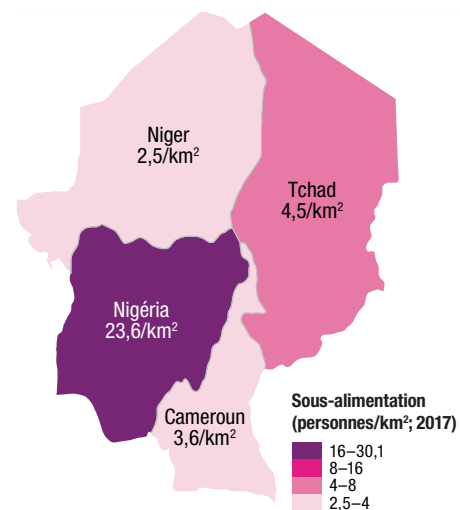 Niger
2,5/km²
Tchad
4,5/km²
Nigéria
23,6/km²
Cameroun
3,6/km²
Sous-alimentation
(personnes/km²; 2017)
16–30,1
8–16
4–8
2,5–4